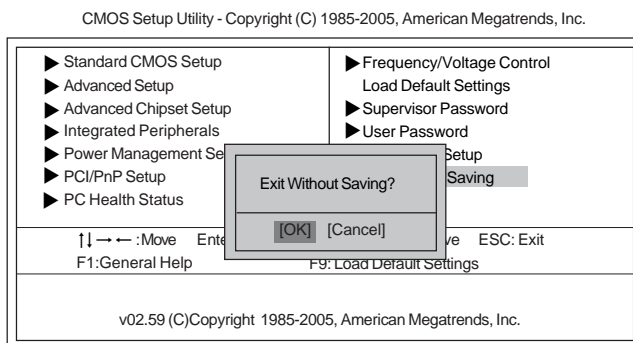 CMOS Setup Utility - Copyright (C) 1985-2005, American Megatrends, Inc.
▶ Standard CMOS Setup
▶ Advanced Setup
▶ Advanced Chipset Setup
▶ Integrated Peripherals
▶ Power Management Se
▶ PCI/PnP Setup
▶ PC Health Status
▶ Frequency/Voltage Control
Load Default Settings
▶ Supervisor Password
▶ User Password
Setup
Saving
Exit Without Saving?
[OK] [Cancel]
↑↓→← :Move Ente ve ESC: Exit
F1:General Help F9: Load Default Settings
v02.59 (C)Copyright 1985-2005, American Megatrends, Inc.